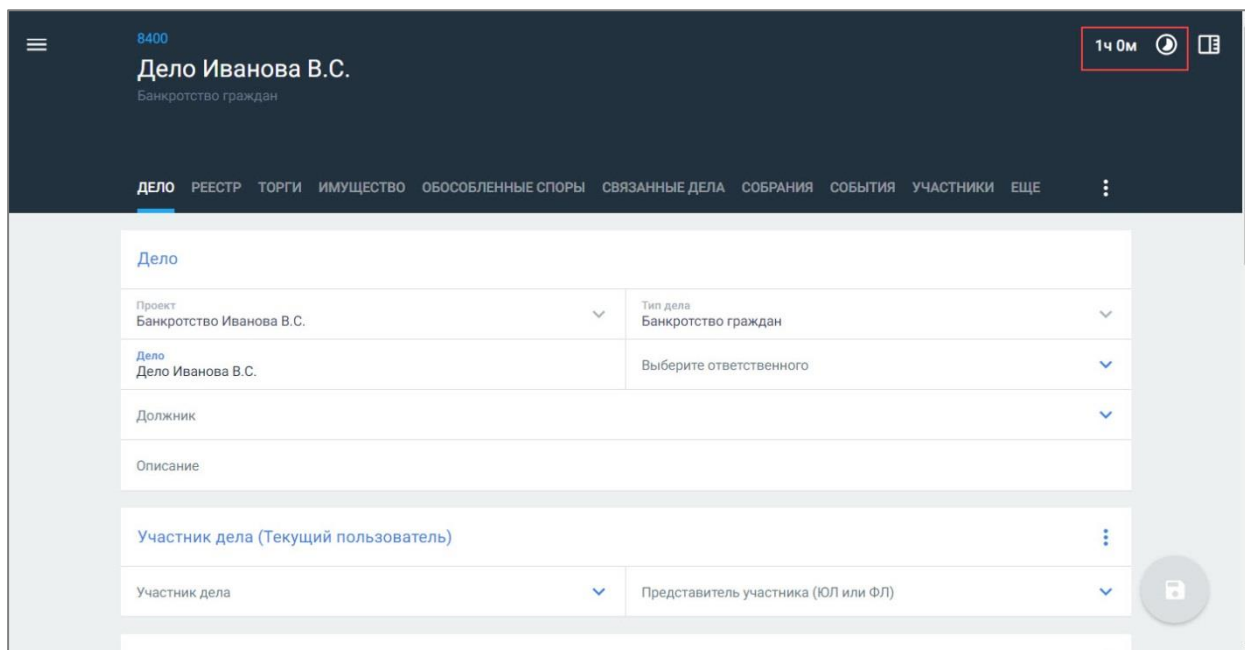 8400
1ч 0м
Дело Иванова В.С.
Банкротство граждан
ДЕЛО РЕЕСТР ТОРГИ ИМУЩЕСТВО ОБОСОБЛЕННЫЕ СПОРЫ СВЯЗАННЫЕ ДЕЛА СОБРАНИЯ СОБЫТИЯ УЧАСТНИКИ ЕЩЕ
Дело
Проект
Банкротство Иванова В.С.
Тип дела
Банкротство граждан
Дело
Дело Иванова В.С.
Выберите ответственного
Должник
Описание
Участник дела (Текущий пользователь)
Участник дела
Представитель участника (ЮЛ или ФЛ)